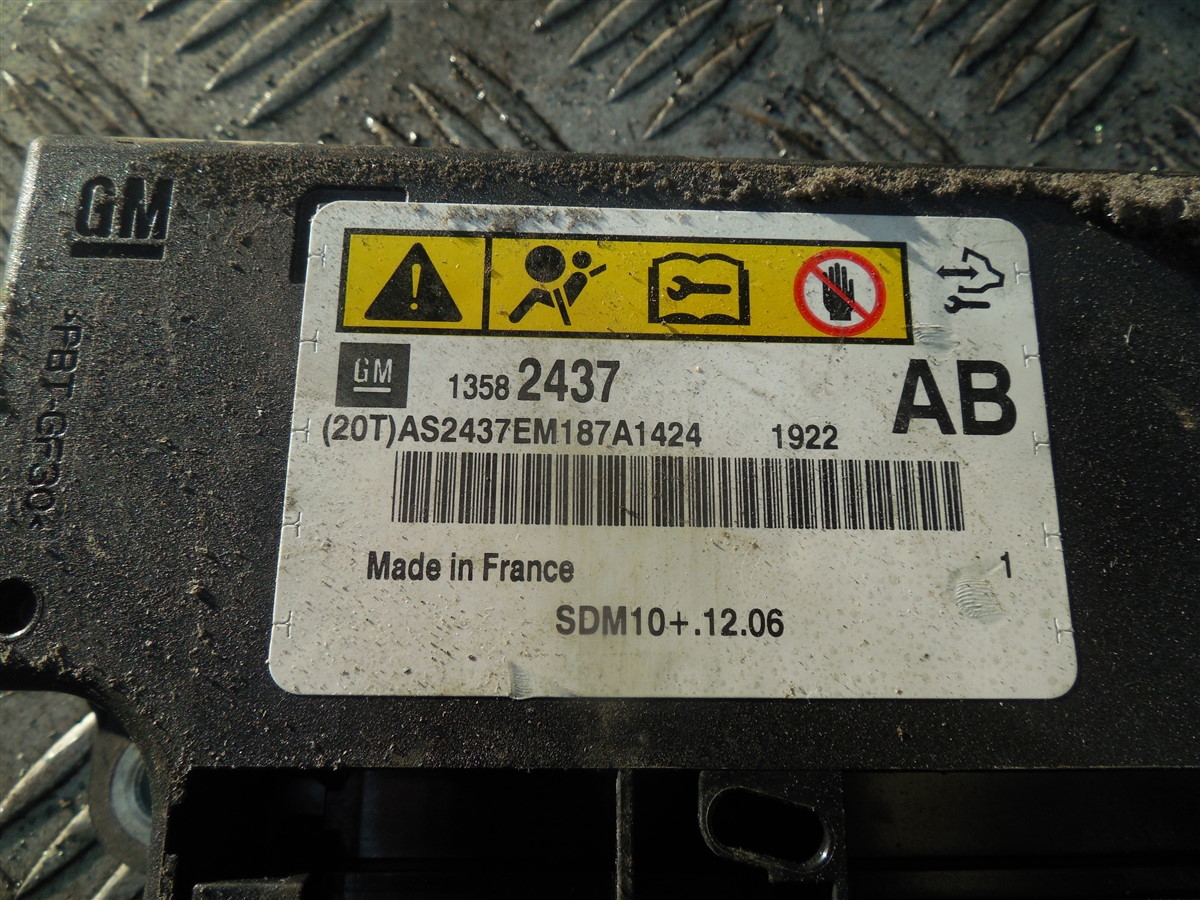 GM
>PBT-GF30<
GM
1358 2437
AB
(20T)AS2437EM187A1424 1922
Made in France
1
SDM10+.12.06